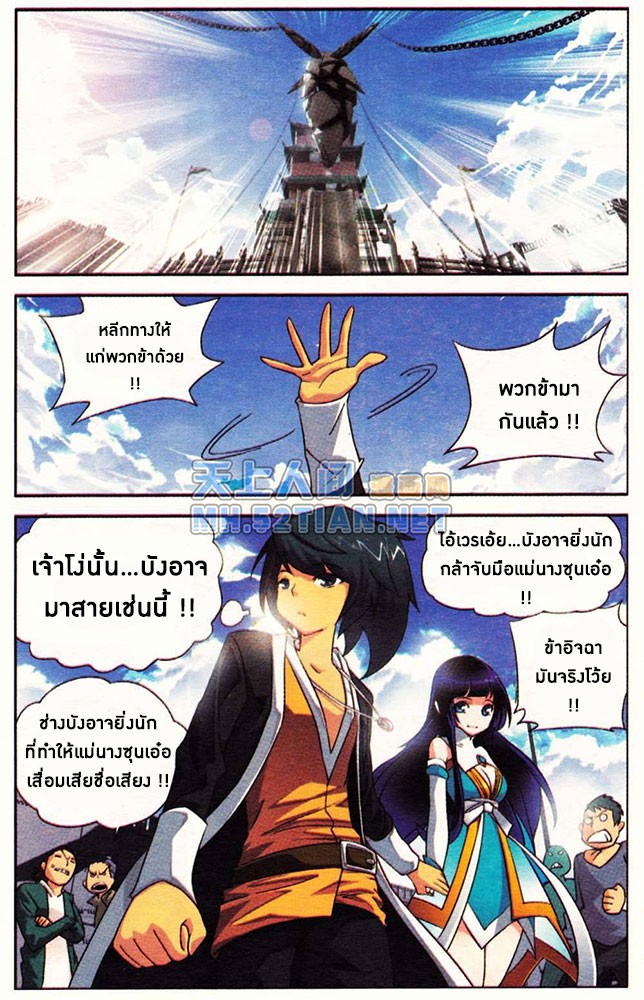 หลีกทางให้
แก่พวกข้าด้วย
!!
พวกข้ามา
กันแล้ว !!
天上人间
MH.52TIAN.NET
เจ้าโง่นั้น...บังอาจ
มาสายเช่นนี้ !!
ไอ้เวรเอ้ย...บังอาจยิ่งนัก
กล้าจับมือแม่นางซุนเอ๋อ
!!
ข้าอิจฉา
มันจริงโว้ย
!!
ช่างบังอาจยิ่งนัก
ที่ทำให้แม่นางซุนเอ๋อ
เสื่อมเสียชื่อเสียง !!